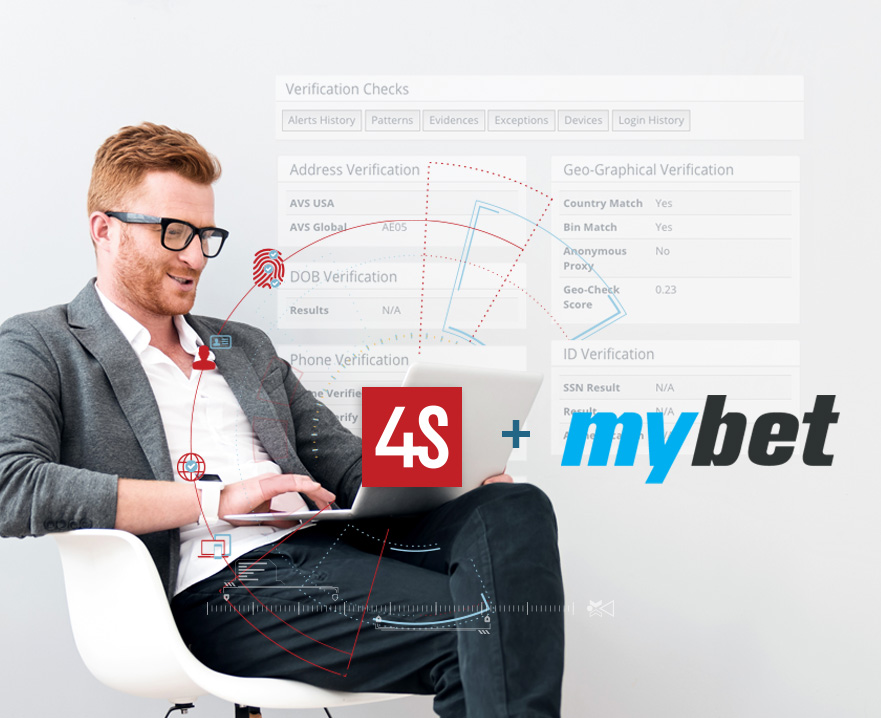 Verification Checks
Alerts History Patterns Evidences Exceptions Devices Login History
Address Verification
AVS USA
AVS Global AE05
DOB Verification
Results N/A
Phone Verification
Geo-Graphical Verification
Country Match Yes
Bin Match Yes
Anonymous No
Proxy
Geo-Check 0.23
Score
ID Verification
SSN Result N/A
Result N/A
4S + mybet